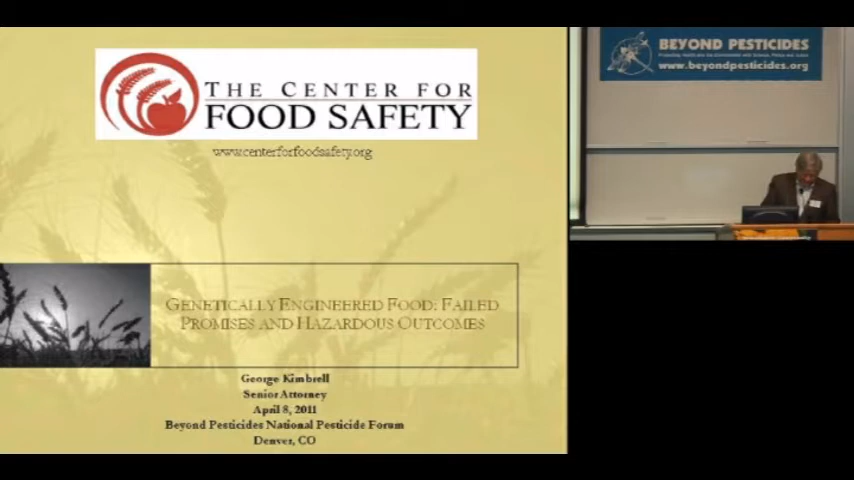 THE CENTER FOR
FOOD SAFETY
www.centerforfoodsafety.org
GENETICALLY ENGINEERED FOOD: FAILED
PROMISES AND HAZARDOUS OUTCOMES
George Kimbrell
Senior Attorney
April 8, 2011
Beyond Pesticides National Pesticide Forum
Denver, CO
BEYOND PESTICIDES
www.beyondpesticides.org